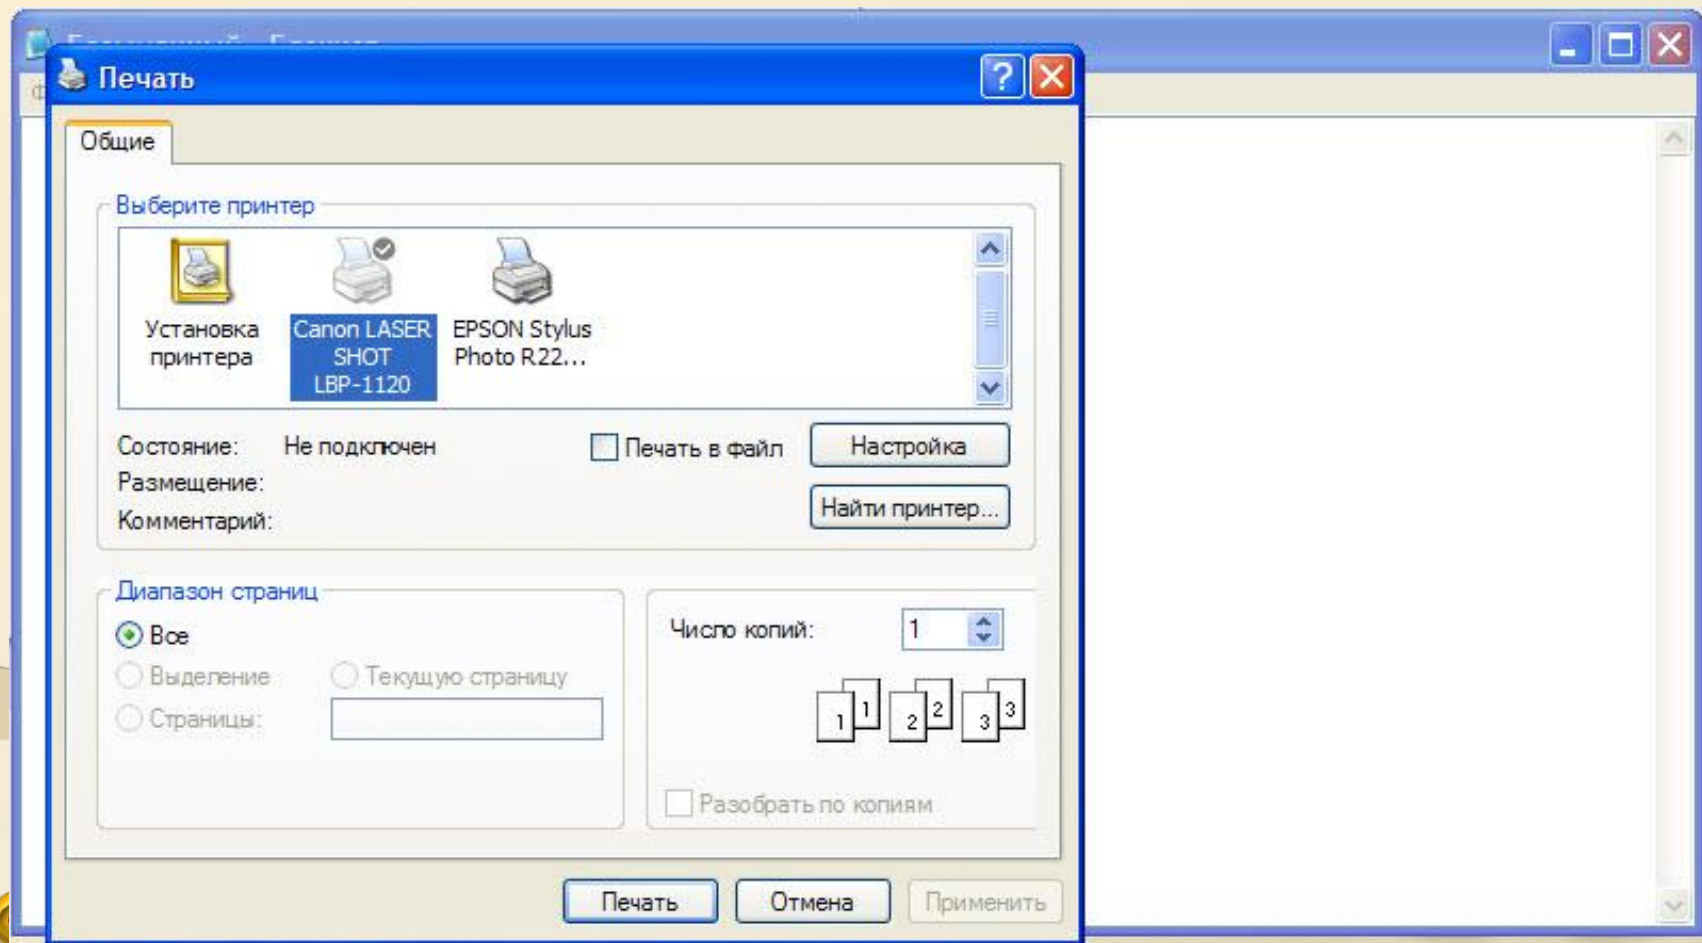 Печать
Общие
Выберите принтер
Установка
принтера
Canon LASER
SHOT
LBP-1120
EPSON Stylus
Photo R22...
Состояние: Не подключен
Печать в файл
Настройка
Размещение:
Найти принтер...
Комментарий:
Диапазон страниц
Все
Выделение
Текущую страницу
Страницы:
Число копий: 1
1 1 2 2 3 3
Разобрать по копиям
Печать
Отмена
Применить